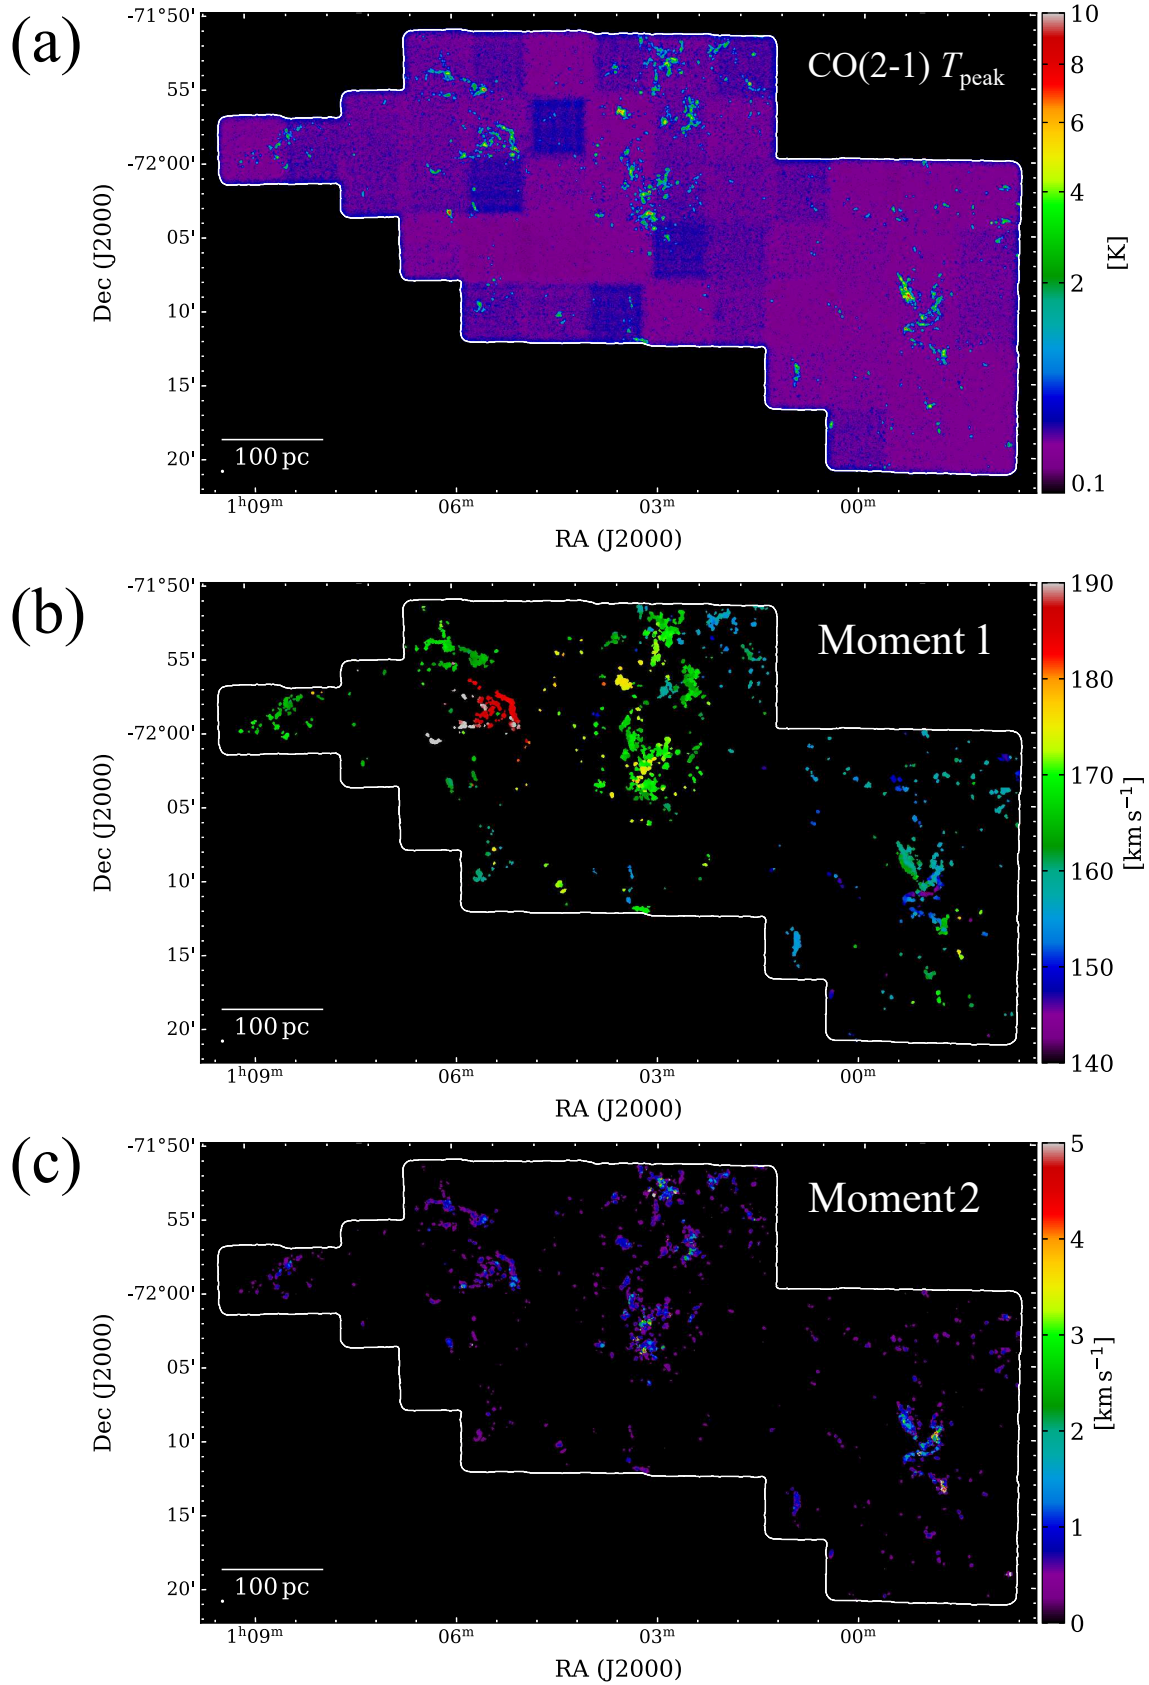 (a)
CO(2-1) Tpeak
-71°50'
55'
-72°00'
05'
10'
15'
20'
Dec (J2000)
100 pc
1ʰ09ᵐ
06ᵐ
03ᵐ
00ᵐ
RA (J2000)
10
8
6
4
2
0.1
[K]
(b)
Moment 1
-71°50'
55'
-72°00'
05'
10'
15'
20'
Dec (J2000)
100 pc
1ʰ09ᵐ
06ᵐ
03ᵐ
00ᵐ
RA (J2000)
190
180
170
160
150
140
[km s⁻¹]
(c)
Moment 2
-71°50'
55'
-72°00'
05'
10'
15'
20'
Dec (J2000)
100 pc
1ʰ09ᵐ
06ᵐ
03ᵐ
00ᵐ
RA (J2000)
5
4
3
2
1
0
[km s⁻¹]